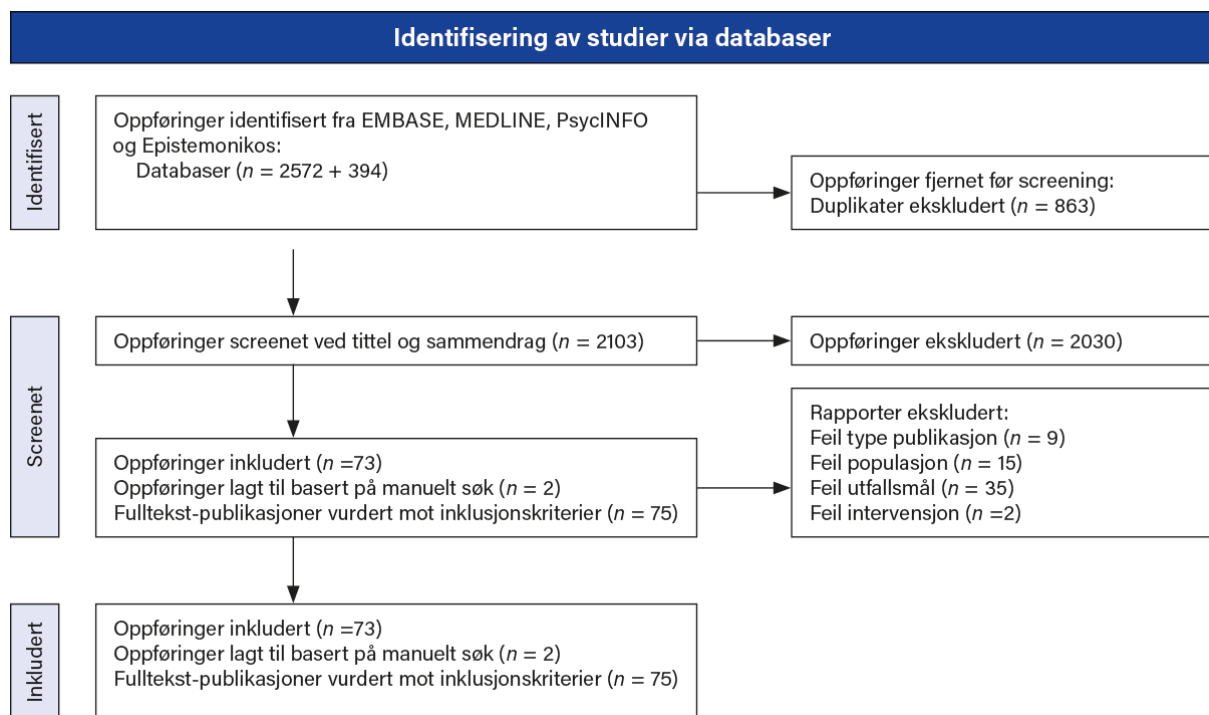 Identifisering av studier via databaser
Identifisert
Oppføringer identifisert fra EMBASE, MEDLINE, PsycINFO
og Epistemonikos:
Databaser (n = 2572 + 394)
Oppføringer fjernet før screening:
Duplikater ekskludert (n = 863)
Screenet
Oppføringer screenet ved tittel og sammendrag (n = 2103)
Oppføringer ekskludert (n = 2030)
Oppføringer inkludert (n =73)
Oppføringer lagt til basert på manuelt søk (n = 2)
Fulltekst-publikasjoner vurdert mot inklusjonskriterier (n = 75)
Rapporter ekskludert:
Feil type publikasjon (n = 9)
Feil populasjon (n = 15)
Feil utfallsmål (n = 35)
Feil intervensjon (n =2)
Inkludert
Oppføringer inkludert (n =73)
Oppføringer lagt til basert på manuelt søk (n = 2)
Fulltekst-publikasjoner vurdert mot inklusjonskriterier (n = 75)